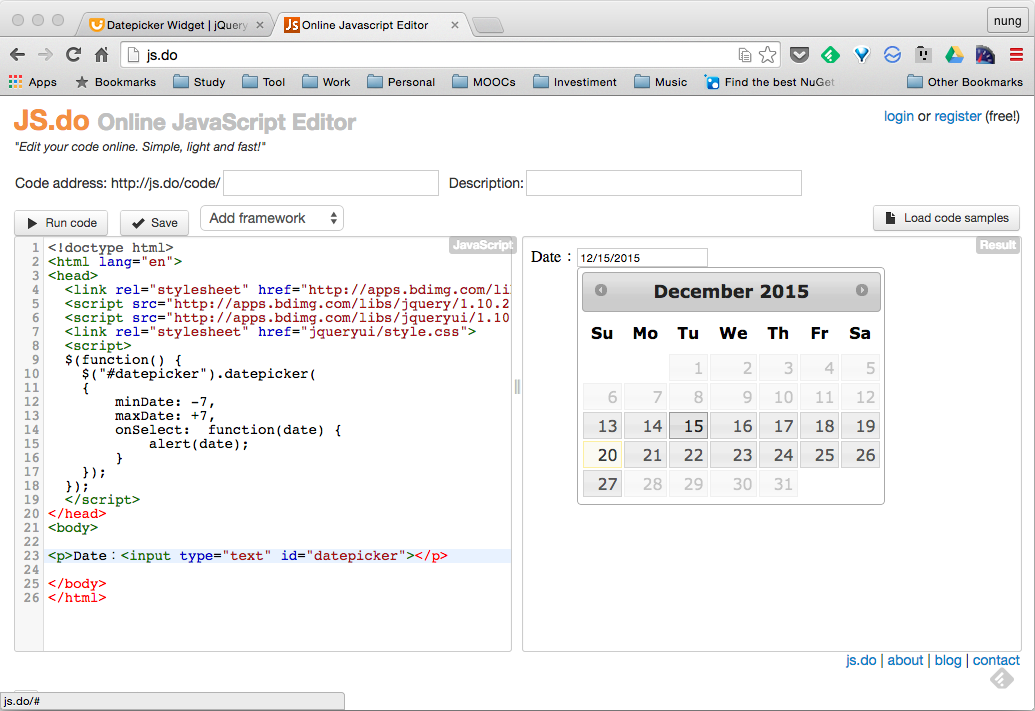 Datepicker Widget | jQuery
Online Javascript Editor
nung
js.do
Apps Bookmarks Study Tool Work Personal MOOCs Investiment Music Find the best NuGet Other Bookmarks
JS.do Online JavaScript Editor
login or register (free!)
"Edit your code online. Simple, light and fast!"
Code address: http://js.do/code/ Description:
Run code Save Add framework Load code samples
JavaScript
1 <!doctype html>
2 <html lang="en">
3 <head>
4 <link rel="stylesheet" href="http://apps.bdimg.com/li
5 <script src="http://apps.bdimg.com/libs/jquery/1.10.2
6 <script src="http://apps.bdimg.com/libs/jqueryui/1.10
7 <link rel="stylesheet" href="jqueryui/style.css">
8 <script>
9 $(function() {
10 $("#datepicker").datepicker(
11 {
12 minDate: -7,
13 maxDate: +7,
14 onSelect: function(date) {
15 alert(date);
16 }
17 });
18 });
19 </script>
20 </head>
21 <body>
22
23 <p>Date：<input type="text" id="datepicker"></p>
24
25 </body>
26 </html>
Result
Date：12/15/2015
December 2015
Su Mo Tu We Th Fr Sa
1 2 3 4 5
6 7 8 9 10 11 12
13 14 15 16 17 18 19
20 21 22 23 24 25 26
27 28 29 30 31
js.do | about | blog | contact
js.do/#